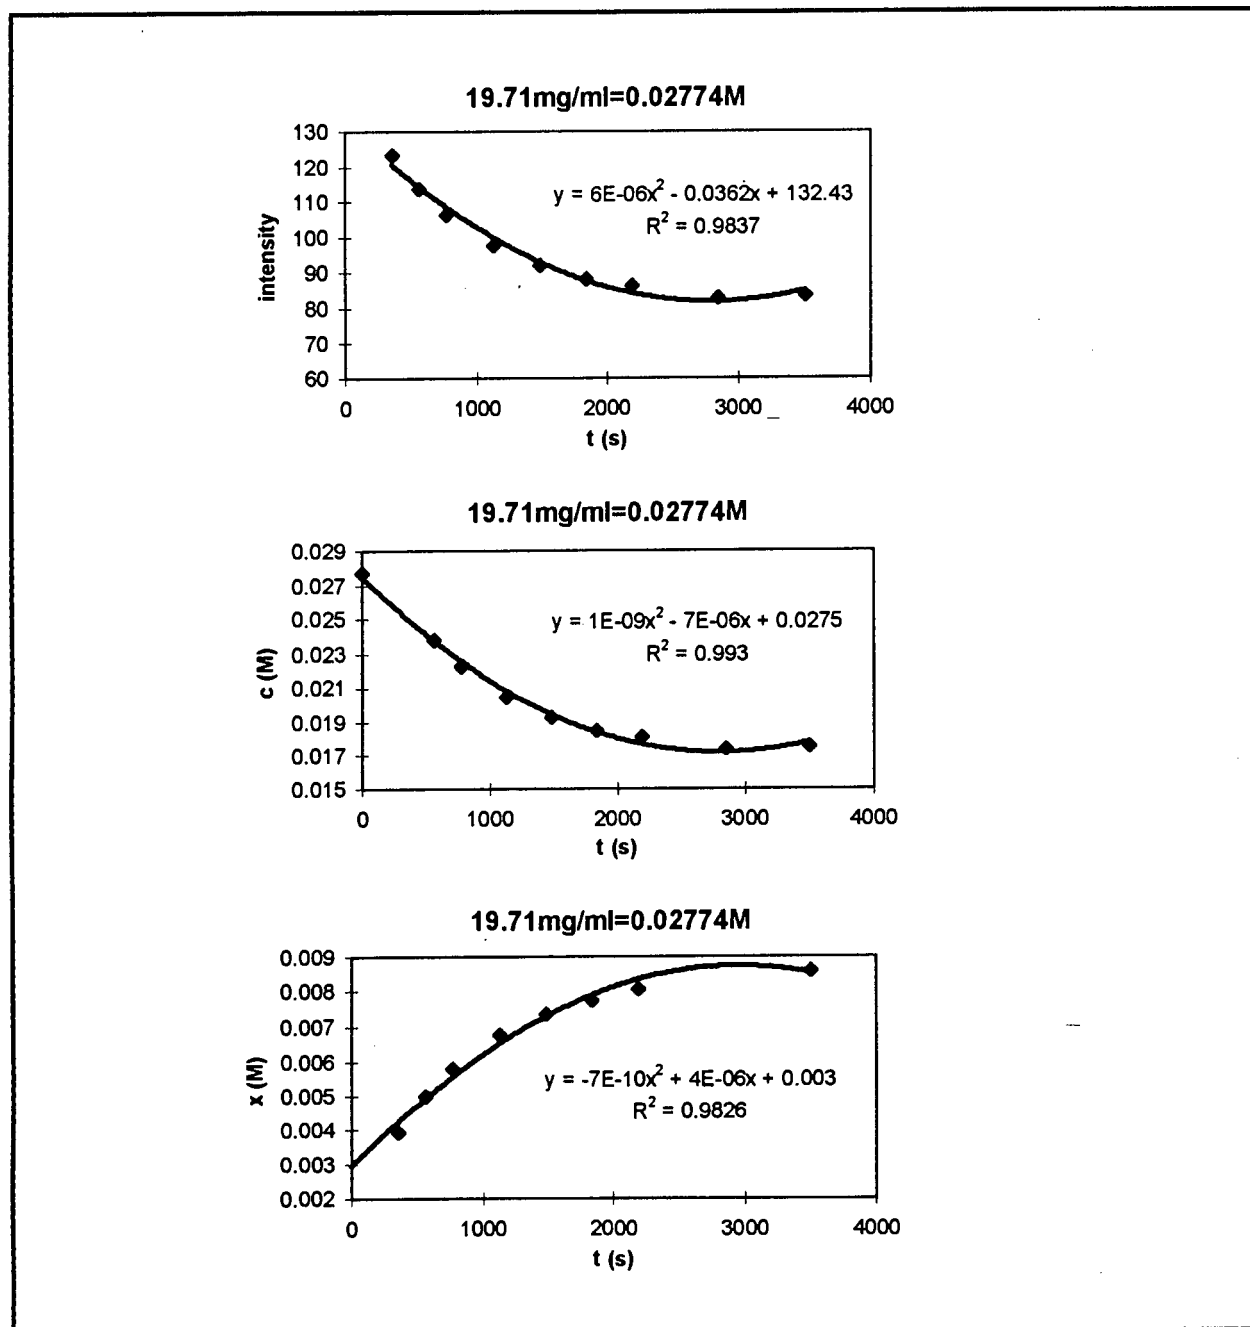 19.71mg/ml=0.02774M
130
120
110
100
90
80
70
60
intensity
y = 6E-06x² - 0.0362x + 132.43
R² = 0.9837
0 1000 2000 3000 4000
t (s)
19.71mg/ml=0.02774M
0.029
0.027
0.025
0.023
0.021
0.019
0.017
0.015
c (M)
y = 1E-09x² - 7E-06x + 0.0275
R² = 0.993
0 1000 2000 3000 4000
t (s)
19.71mg/ml=0.02774M
0.009
0.008
0.007
0.006
0.005
0.004
0.003
0.002
x (M)
y = -7E-10x² + 4E-06x + 0.003
R² = 0.9826
0 1000 2000 3000 4000
t (s)